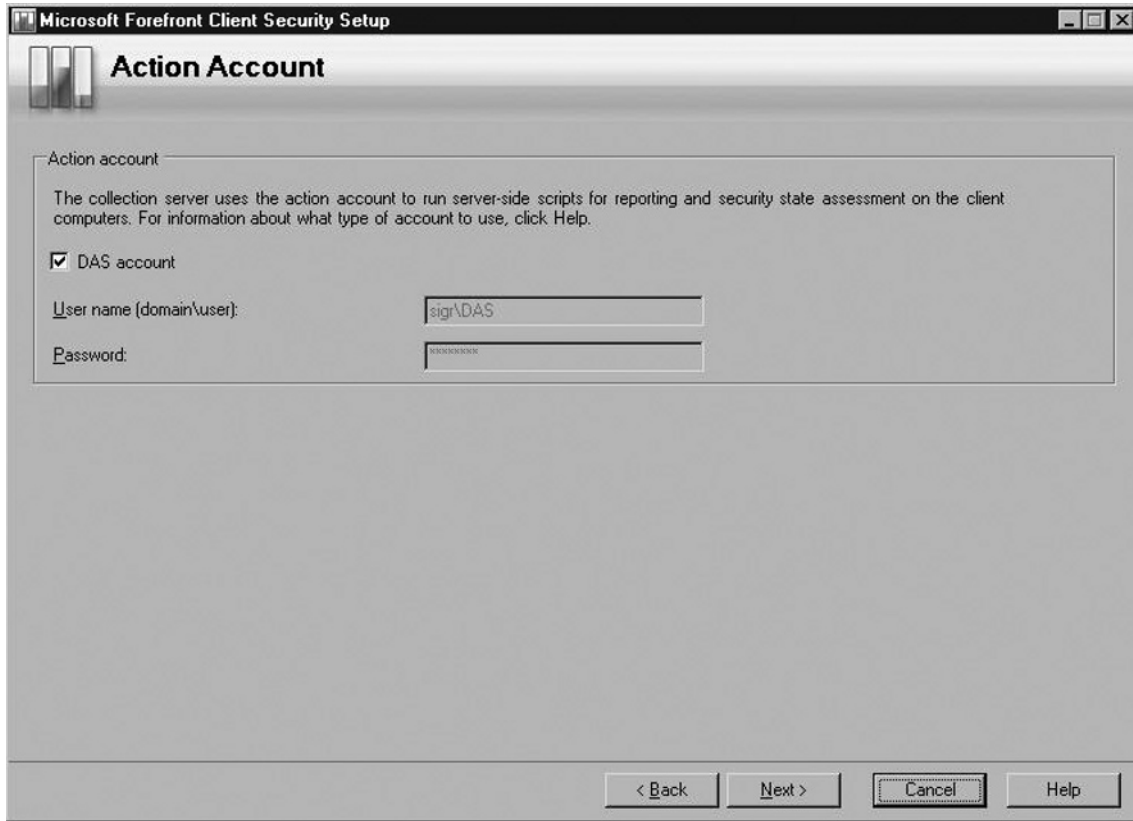 Microsoft Forefront Client Security Setup
Action Account
Action account
The collection server uses the action account to run server-side scripts for reporting and security state assessment on the client
computers. For information about what type of account to use, click Help.
DAS account
User name (domain\user):
sigr\DAS
Password:
********
< Back
Next >
Cancel
Help